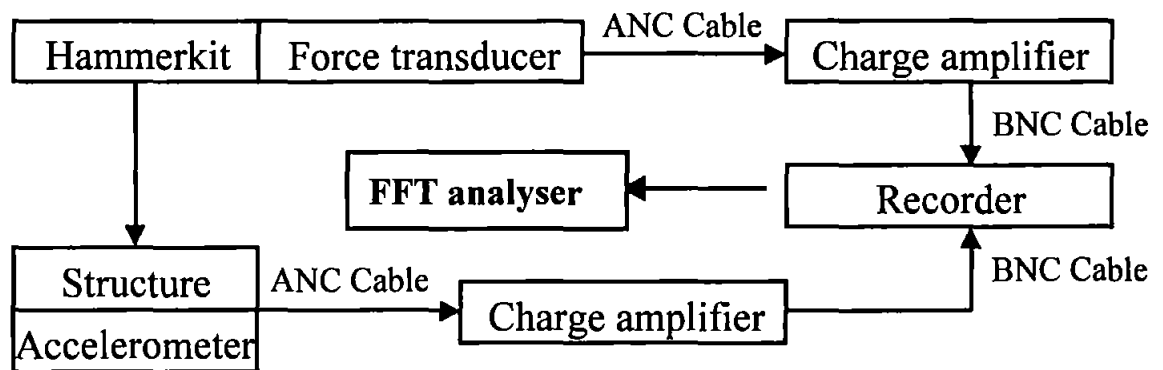 ANC Cable
Hammerkit
Force transducer
Charge amplifier
BNC Cable
FFT analyser
Recorder
BNC Cable
Structure
ANC Cable
Charge amplifier
Accelerometer